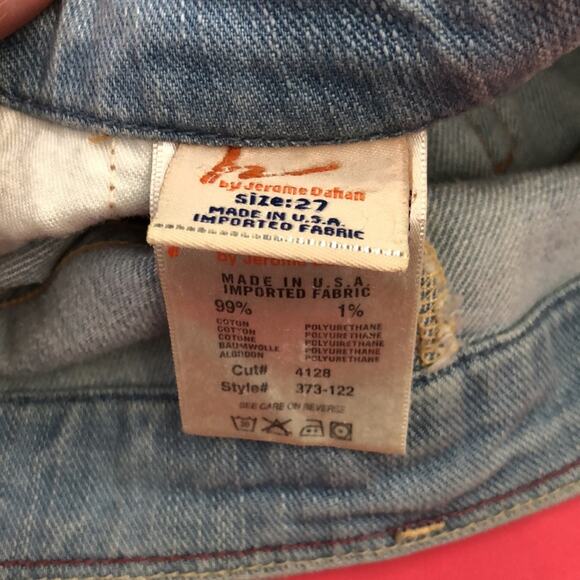 by Jerome Dahan
size:27
MADE IN U.S.A.
IMPORTED FABRIC
by Jerome
MADE IN U.S.A.
IMPORTED FABRIC
99% 1%
COTON POLYURETHANE
COTTON POLYURETHANE
COTONE POLYURETHANE
BAUMWOLLE POLYURETHANE
ALGODON POLYURETHANE
Cut# 4128
Style# 373-122
SEE CARE ON REVERSE
30